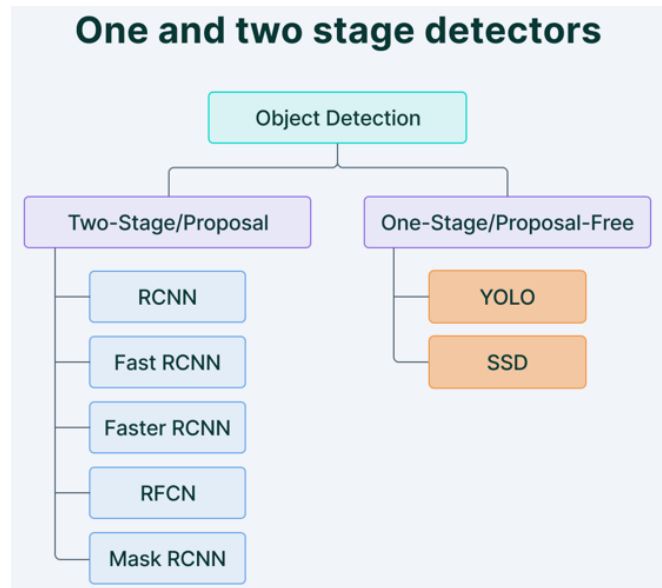 One and two stage detectors
Object Detection
Two-Stage/Proposal
One-Stage/Proposal-Free
RCNN
Fast RCNN
Faster RCNN
RFCN
Mask RCNN
YOLO
SSD